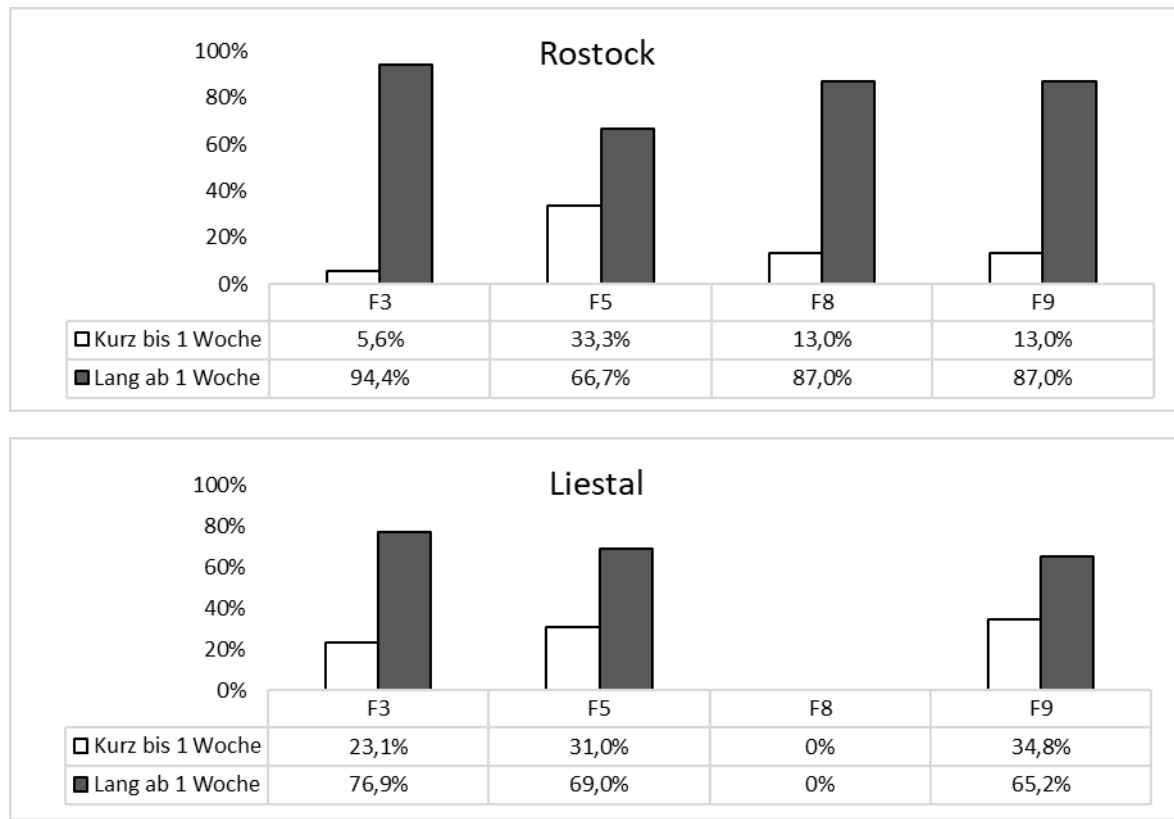 Rostock
100%
80%
60%
40%
20%
0%
F3 F5 F8 F9
Kurz bis 1 Woche 5,6% 33,3% 13,0% 13,0%
Lang ab 1 Woche 94,4% 66,7% 87,0% 87,0%
Liestal
100%
80%
60%
40%
20%
0%
F3 F5 F8 F9
Kurz bis 1 Woche 23,1% 31,0% 0% 34,8%
Lang ab 1 Woche 76,9% 69,0% 0% 65,2%